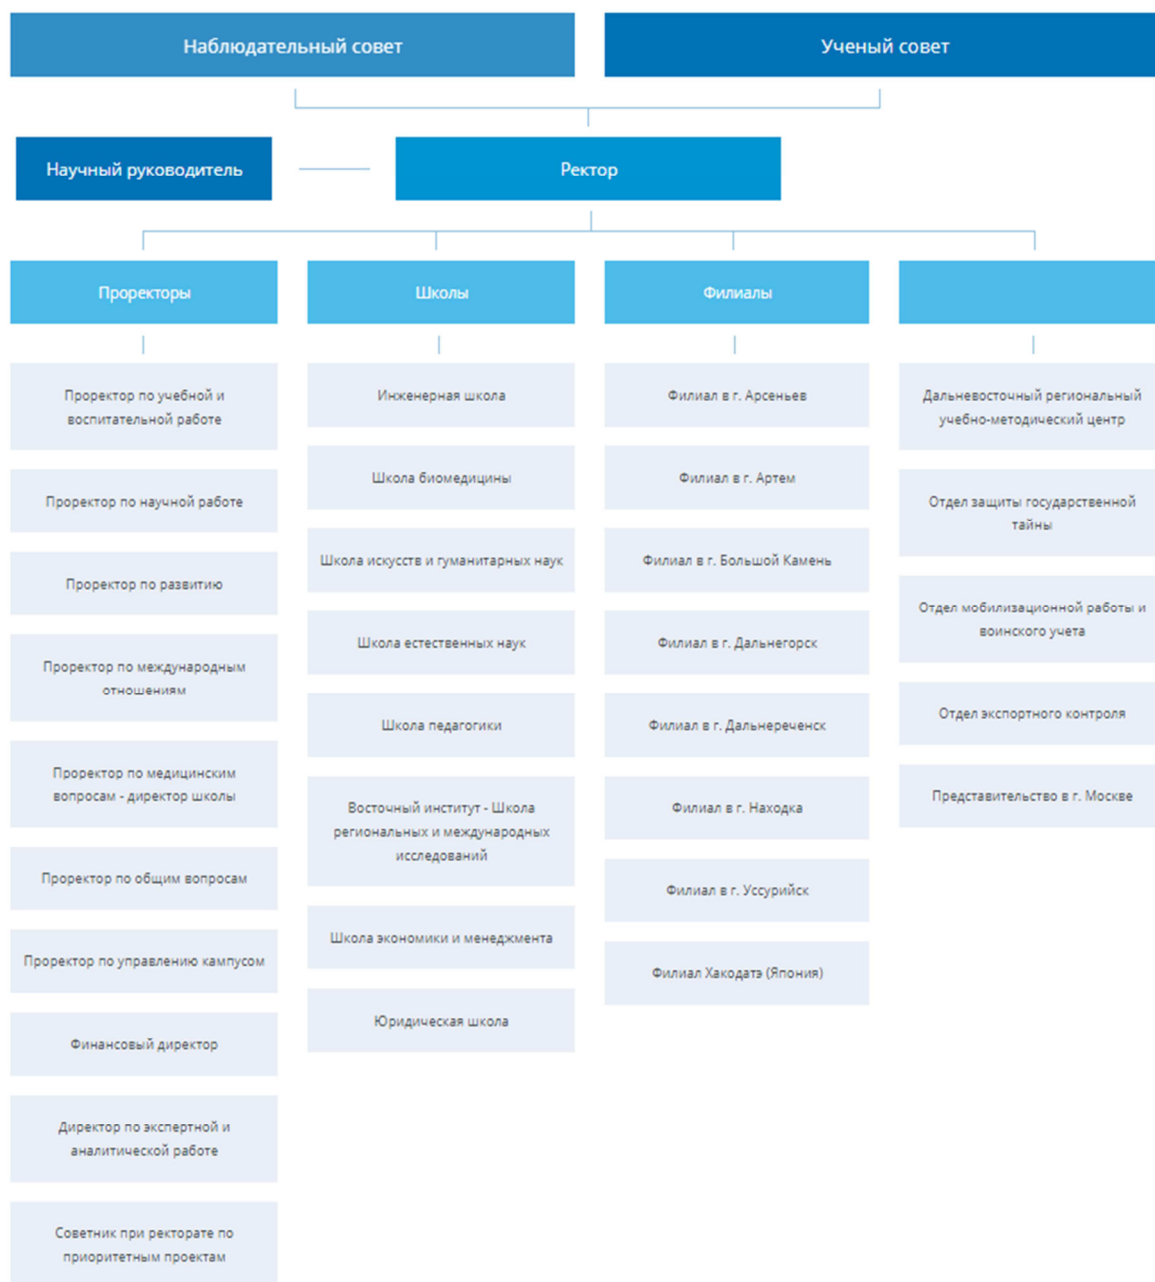 Наблюдательный совет
Ученый совет
Научный руководитель
Ректор
Проректоры
Школы
Филиалы
Проректор по учебной и
воспитательной работе
Проректор по научной работе
Проректор по развитию
Проректор по международным
отношениям
Проректор по медицинским
вопросам - директор школы
Проректор по общим вопросам
Проректор по управлению кампусом
Финансовый директор
Директор по экспертной и
аналитической работе
Советник при ректорате по
приоритетным проектам
Инженерная школа
Школа биомедицины
Школа искусств и гуманитарных наук
Школа естественных наук
Школа педагогики
Восточный институт - Школа
региональных и международных
исследований
Школа экономики и менеджмента
Юридическая школа
Филиал в г. Арсеньев
Филиал в г. Артем
Филиал в г. Большой Камень
Филиал в г. Дальнегорск
Филиал в г. Дальнереченск
Филиал в г. Находка
Филиал в г. Уссурийск
Филиал Хакодатэ (Япония)
Дальневосточный региональный
учебно-методический центр
Отдел защиты государственной
тайны
Отдел мобилизационной работы и
воинского учета
Отдел экспортного контроля
Представительство в г. Москве